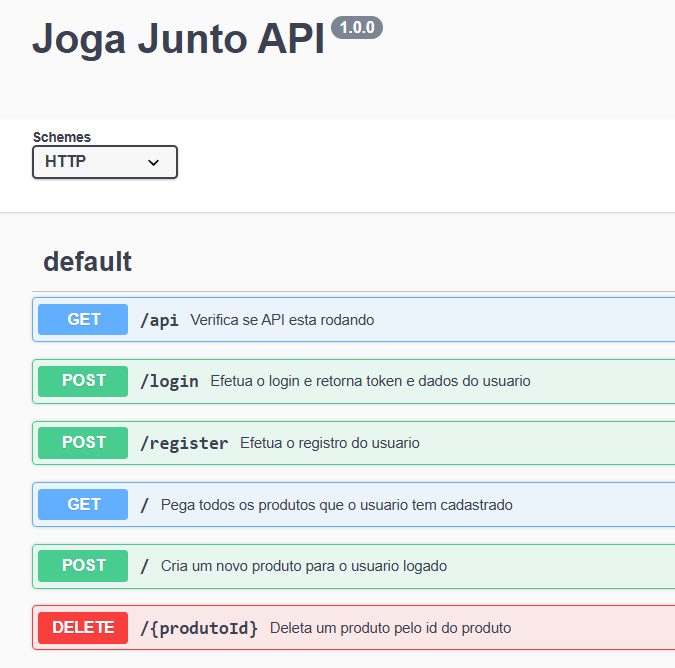 Joga Junto API 1.0.0
Schemes
HTTP
default
GET /api Verifica se API esta rodando
POST /login Efetua o login e retorna token e dados do usuario
POST /register Efetua o registro do usuario
GET / Pega todos os produtos que o usuario tem cadastrado
POST / Cria um novo produto para o usuario logado
DELETE /{produtoId} Deleta um produto pelo id do produto